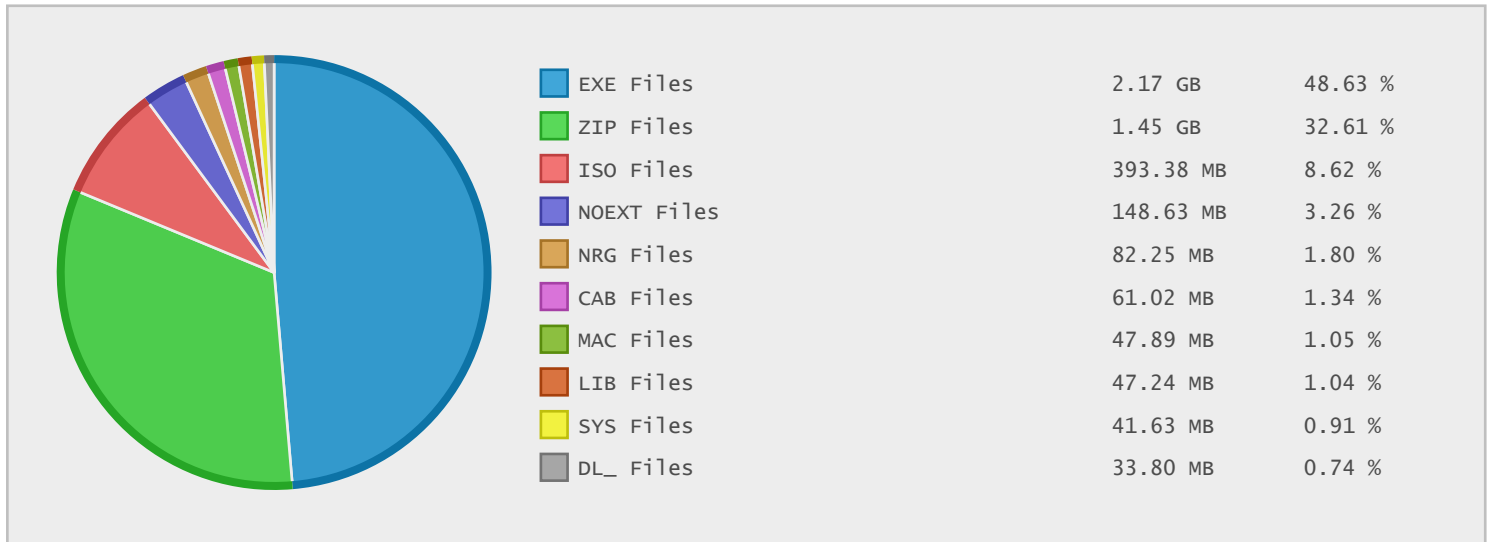 EXE Files 2.17 GB 48.63 %
ZIP Files 1.45 GB 32.61 %
ISO Files 393.38 MB 8.62 %
NOEXT Files 148.63 MB 3.26 %
NRG Files 82.25 MB 1.80 %
CAB Files 61.02 MB 1.34 %
MAC Files 47.89 MB 1.05 %
LIB Files 47.24 MB 1.04 %
SYS Files 41.63 MB 0.91 %
DL_ Files 33.80 MB 0.74 %